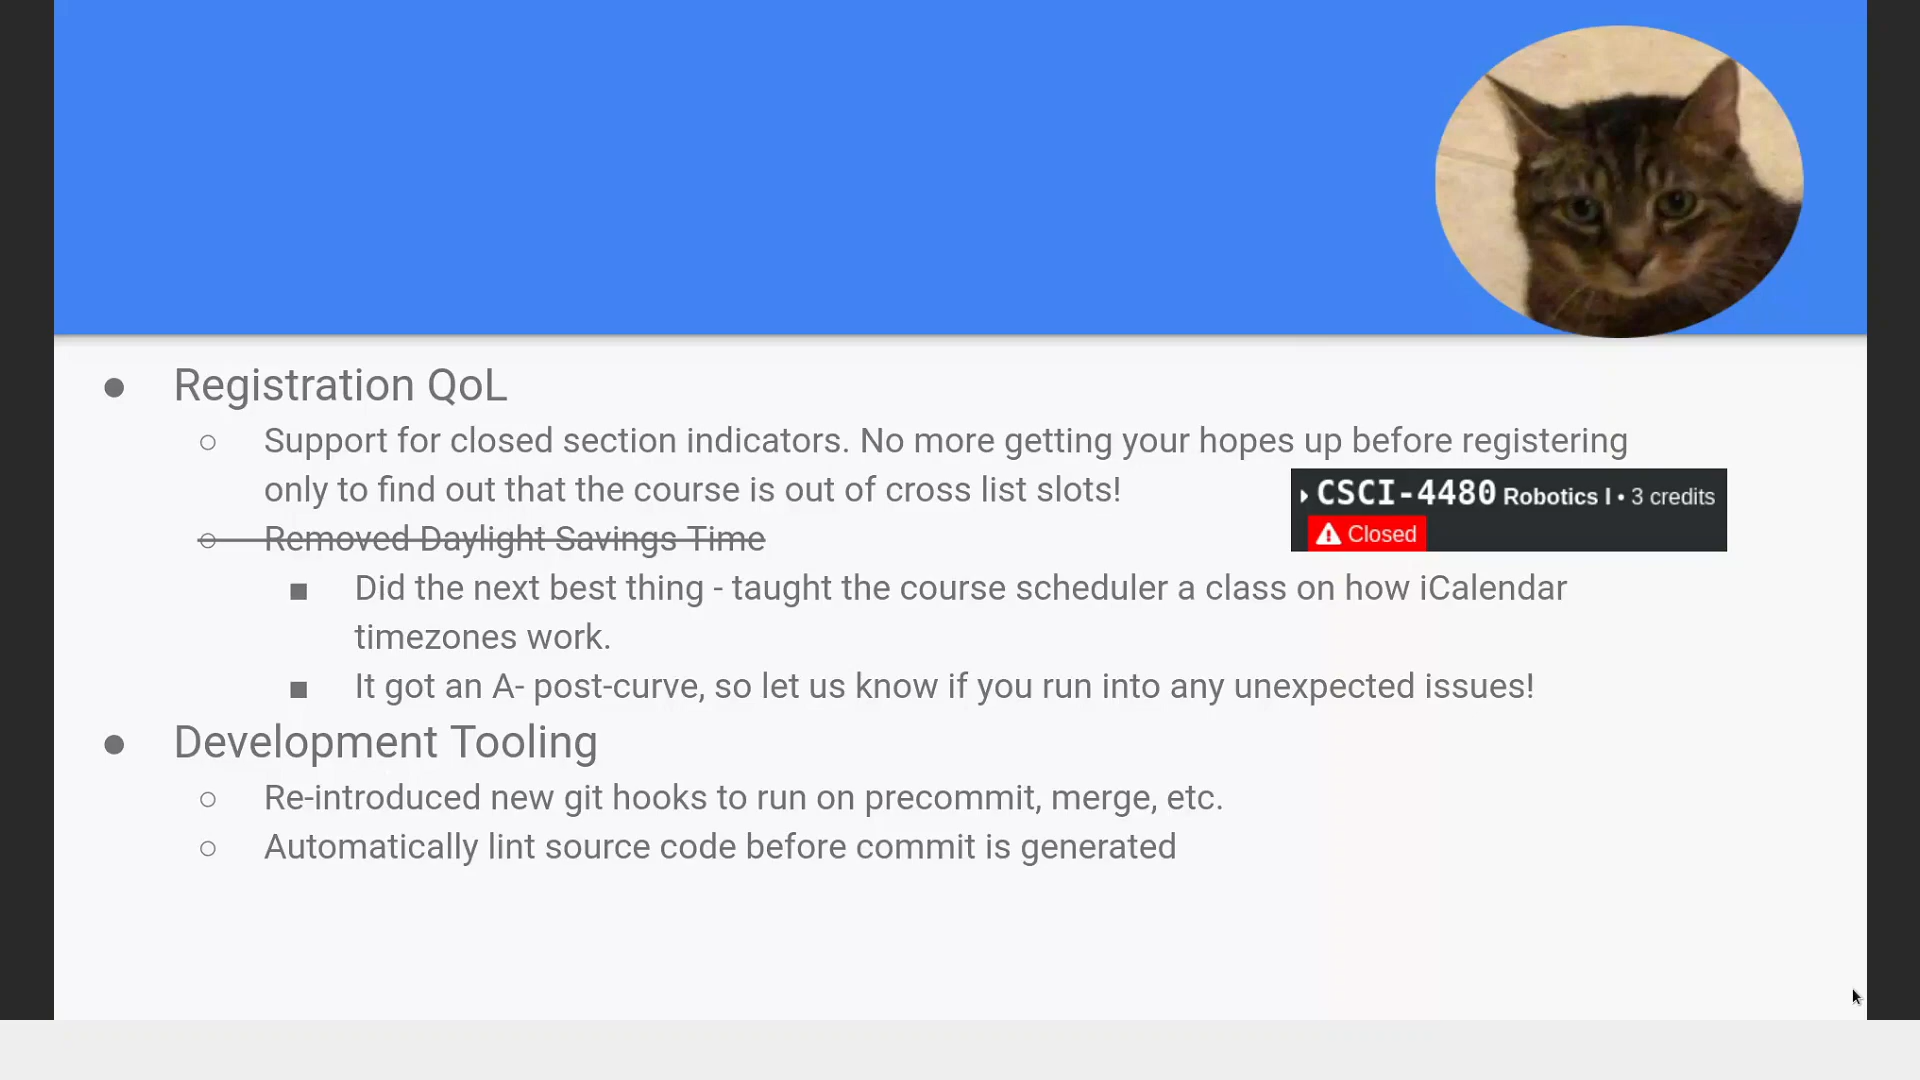 ● Registration QoL
○ Support for closed section indicators. No more getting your hopes up before registering
only to find out that the course is out of cross list slots!
CSCI-4480 Robotics I • 3 credits
Closed
○ Removed Daylight Savings Time
■ Did the next best thing - taught the course scheduler a class on how iCalendar
timezones work.
■ It got an A- post-curve, so let us know if you run into any unexpected issues!
● Development Tooling
○ Re-introduced new git hooks to run on precommit, merge, etc.
○ Automatically lint source code before commit is generated